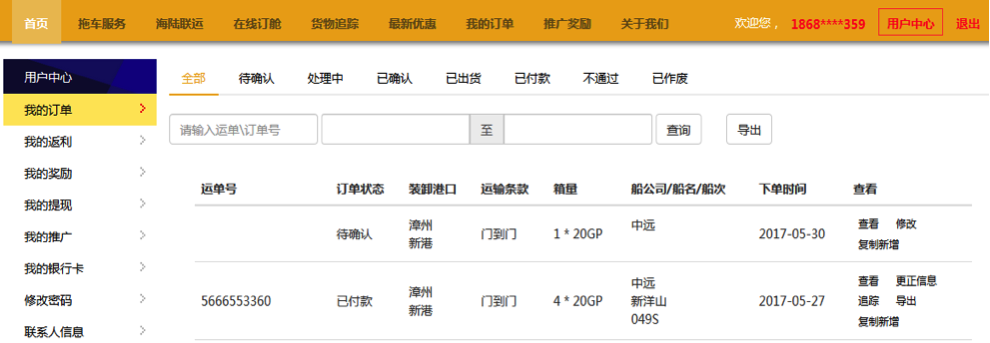 首页 拖车服务 海陆联运 在线订舱 货物追踪 最新优惠 我的订单 推广奖励 关于我们 欢迎您， 1868****359 用户中心 退出
用户中心
我的订单
我的返利
我的奖励
我的提现
我的推广
我的银行卡
修改密码
联系人信息
全部 待确认 处理中 已确认 已出货 已付款 不通过 已作废
请输入运单\订单号 至 查询 导出
运单号 订单状态 装卸港口 运输条款 箱量 船公司/船名/船次 下单时间 查看
待确认 漳州 门到门 1 * 20GP 中远 2017-05-30 查看 修改
新港 复制新增
5666553360 已付款 漳州 门到门 4 * 20GP 中远 2017-05-27 查看 更正信息
新港 新洋山 追踪 导出
049S 复制新增